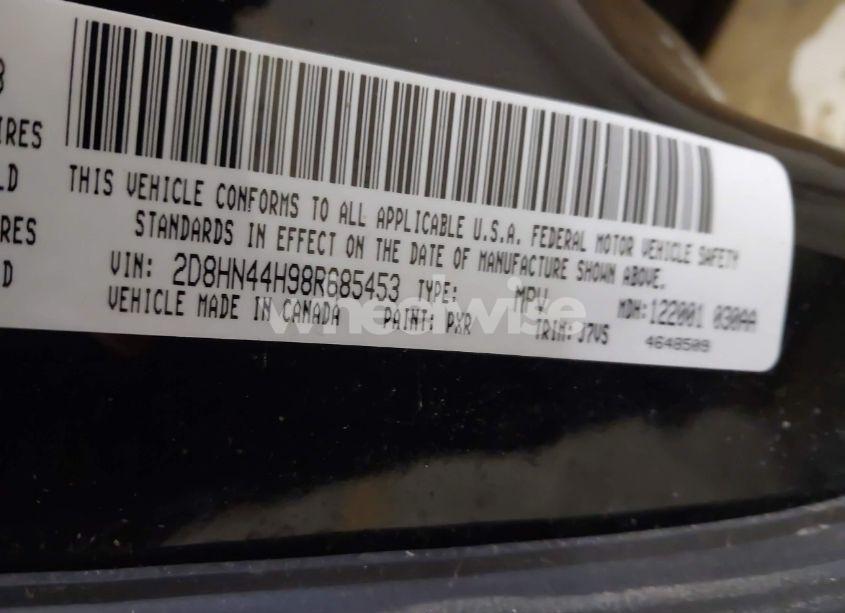 IRES
LD
RES
D
THIS VEHICLE CONFORMS TO ALL APPLICABLE U.S.A. FEDERAL MOTOR VEHICLE SAFETY
STANDARDS IN EFFECT ON THE DATE OF MANUFACTURE SHOWN ABOVE.
VIN: 2D8HN44H98R685453 TYPE: MPV MDH: 122001 030AA
VEHICLE MADE IN CANADA PAINT: PXR TRIM: J7VS 4648509
wheelwise